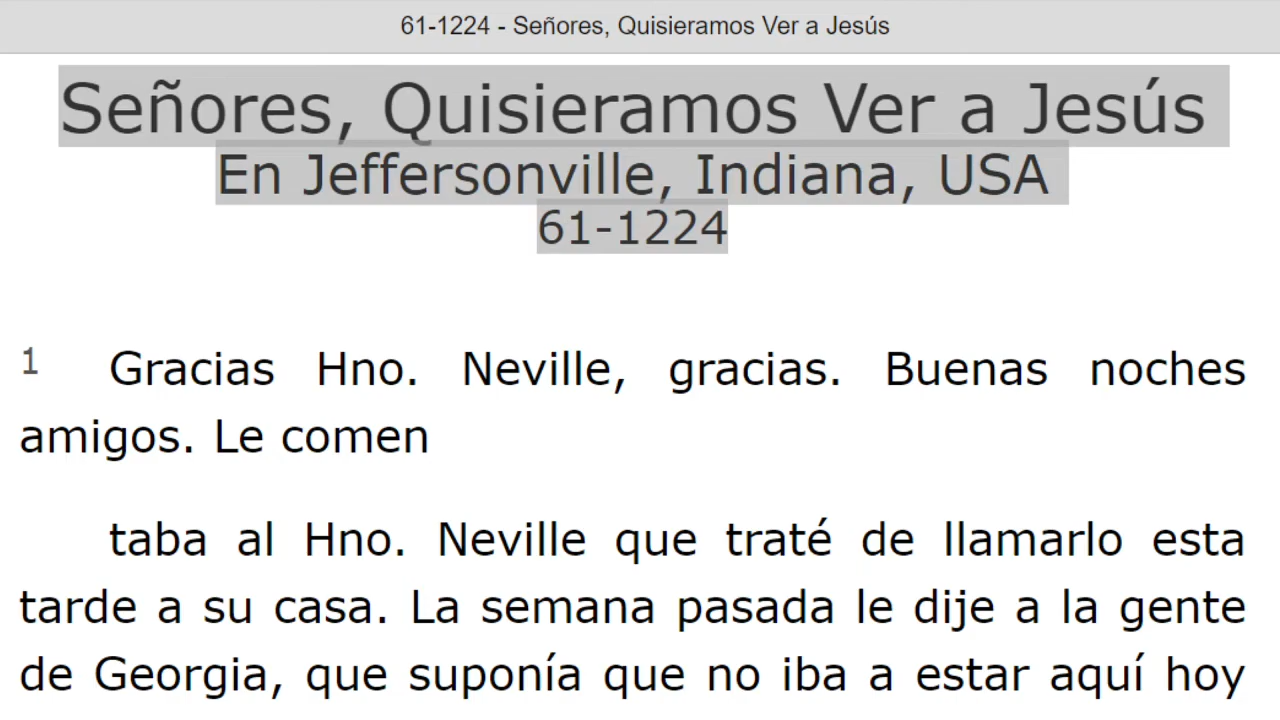 61-1224 - Señores, Quisieramos Ver a Jesús
Señores, Quisieramos Ver a Jesús
En Jeffersonville, Indiana, USA
61-1224
1 Gracias Hno. Neville, gracias. Buenas noches
amigos. Le comen
taba al Hno. Neville que traté de llamarlo esta
tarde a su casa. La semana pasada le dije a la gente
de Georgia, que suponía que no iba a estar aquí hoy